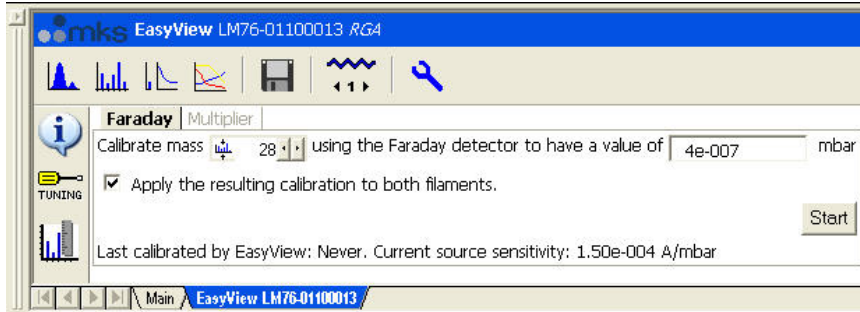 mks EasyView LM76-01100013 RGA
1
Faraday Multiplier
Calibrate mass 28 using the Faraday detector to have a value of 4e-007 mbar
Apply the resulting calibration to both filaments.
TUNING
Start
Last calibrated by EasyView: Never. Current source sensitivity: 1.50e-004 A/mbar
Main EasyView LM76-01100013